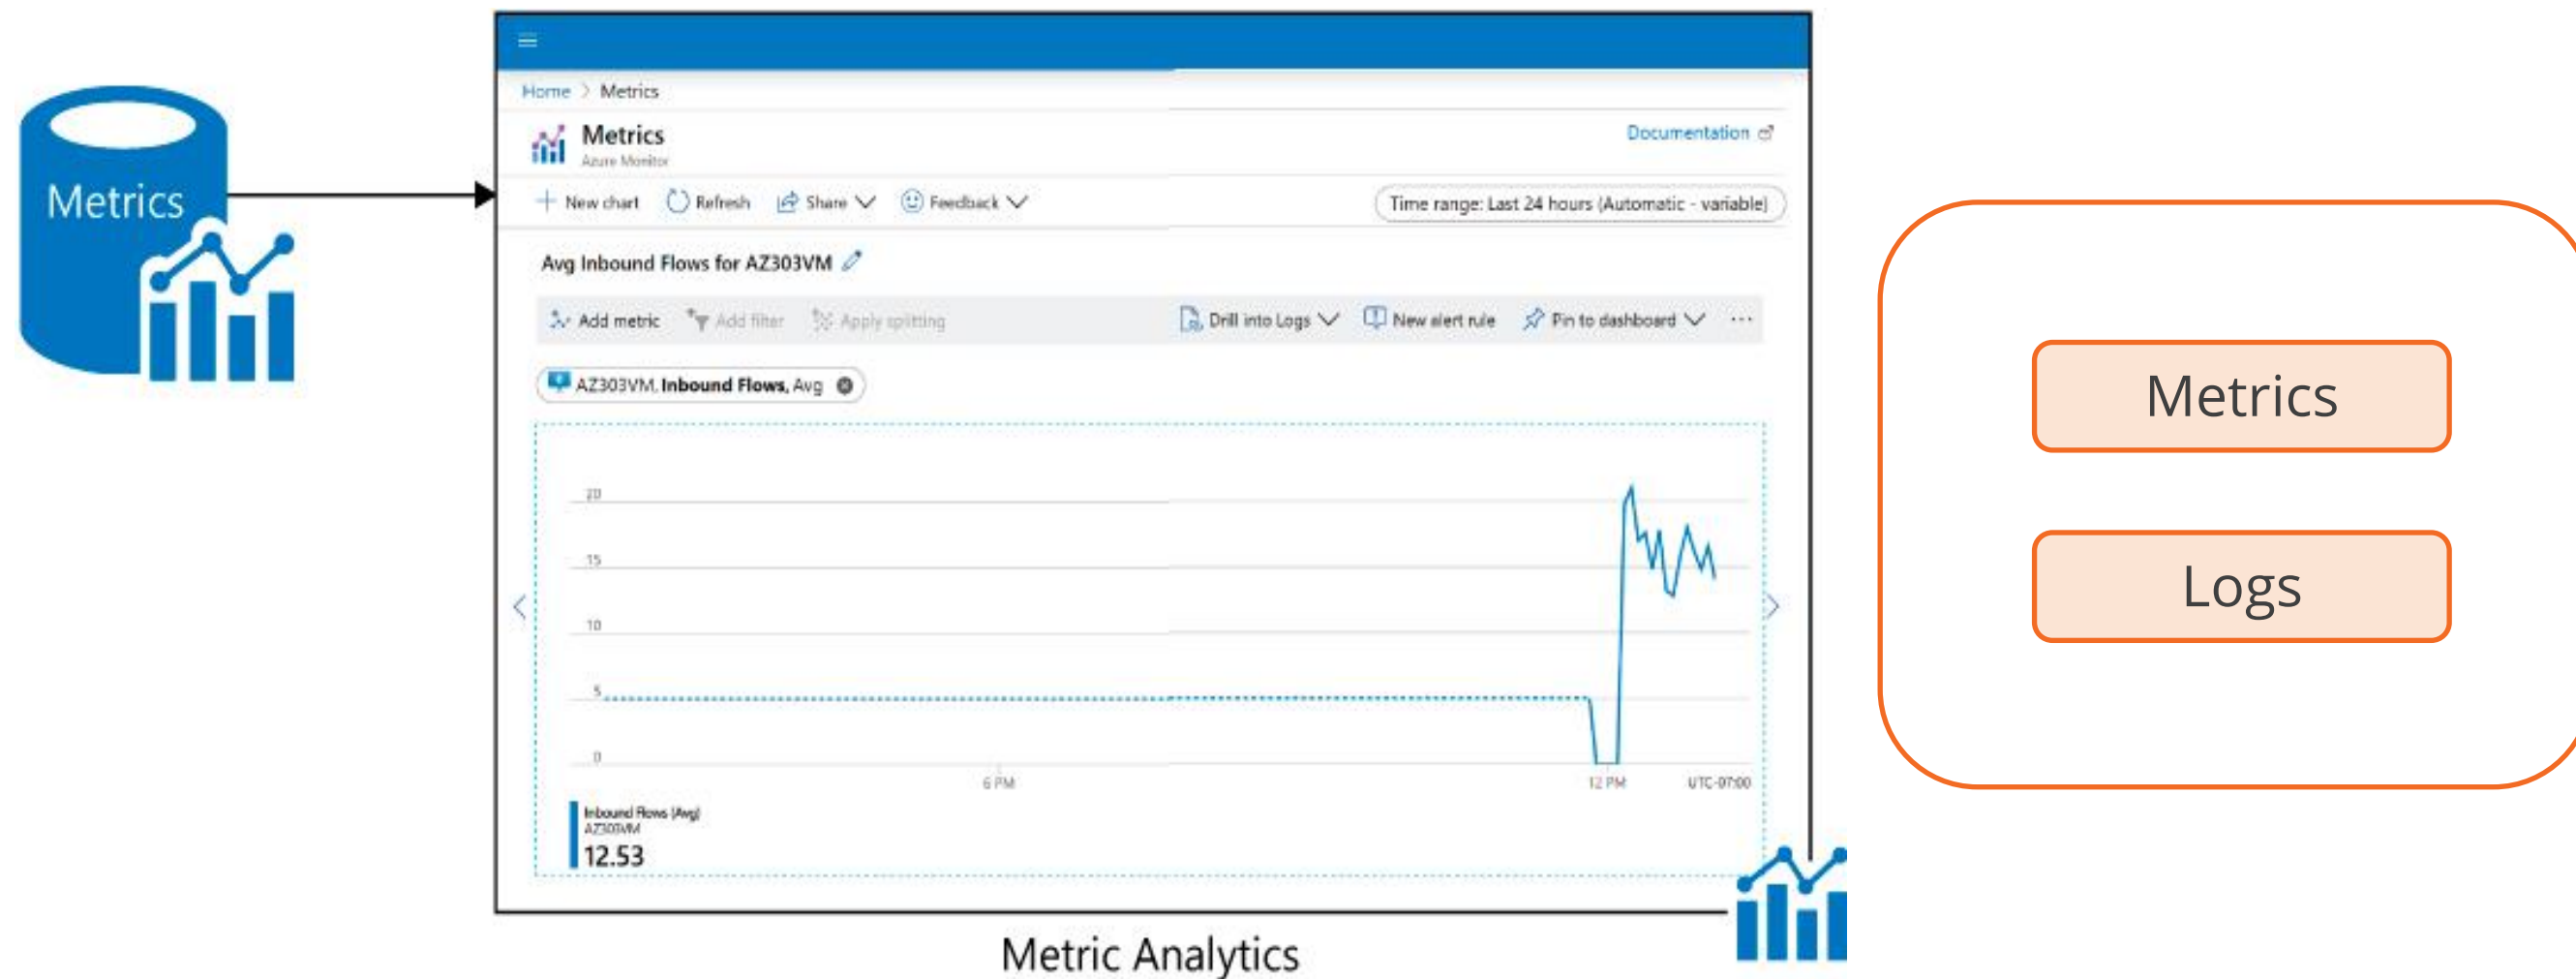 Metrics
Home > Metrics
Metrics
Azure Monitor
Documentation
New chart Refresh Share Feedback
Time range: Last 24 hours (Automatic - variable)
Avg Inbound Flows for AZ303VM
Add metric Add filter Apply splitting Drill into Logs New alert rule Pin to dashboard ...
AZ303VM, Inbound Flows, Avg
20
15
10
5
0
6 PM 12 PM UTC-07:00
Inbound Flows (Avg)
AZ303VM
12.53
Metric Analytics
Metrics
Logs